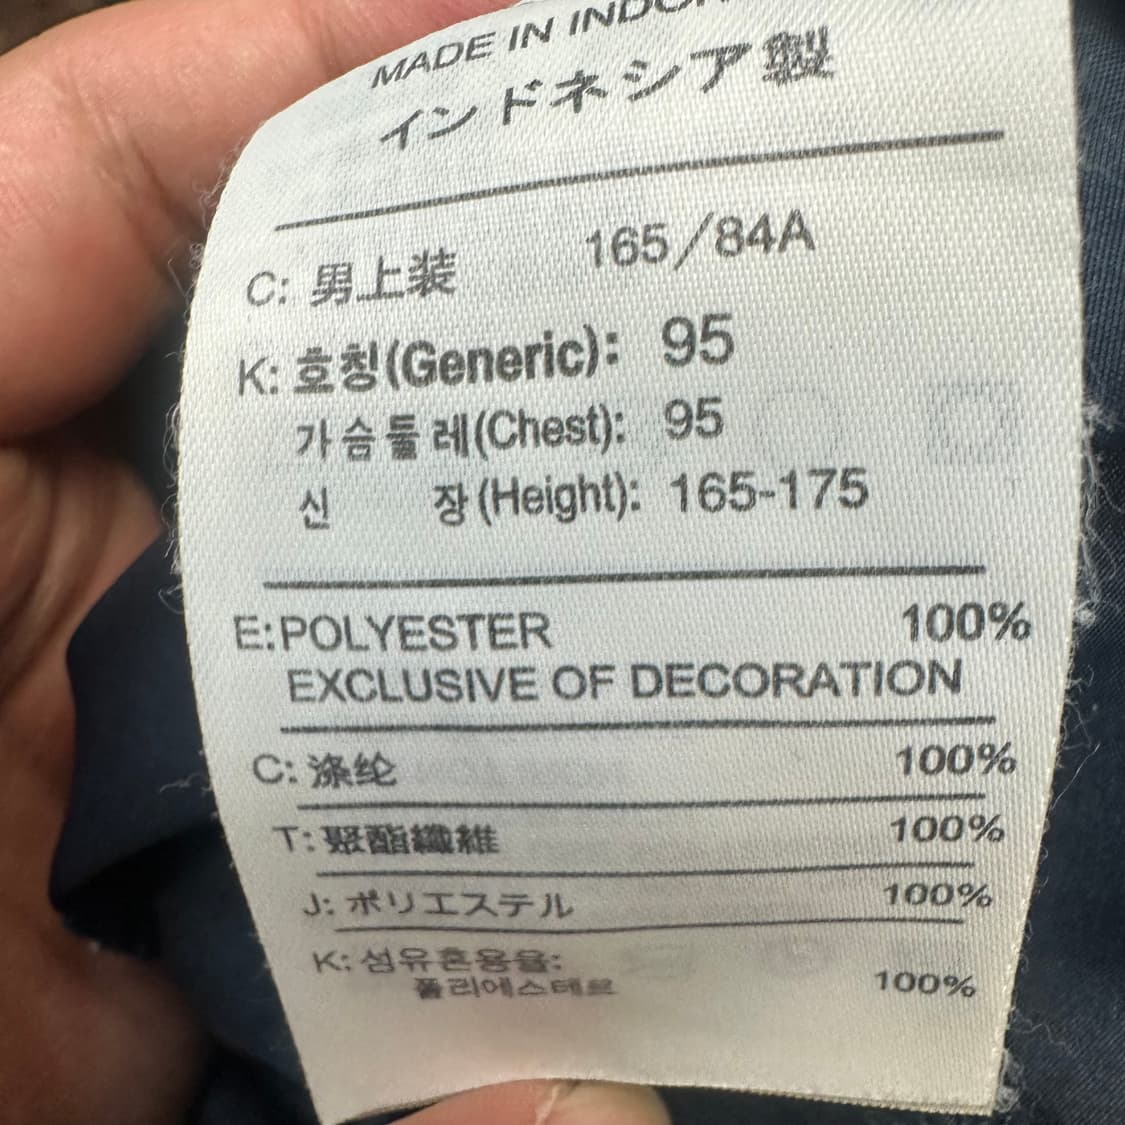 MADE IN INDO
インドネシア製
C: 男上装 165/84A
K: 호칭(Generic): 95
가슴둘레(Chest): 95
신 장(Height): 165-175
E:POLYESTER 100%
EXCLUSIVE OF DECORATION
C: 涤纶 100%
T: 聚酯纖維 100%
J: ポリエステル 100%
K: 섬유혼용율:
폴리에스테르 100%